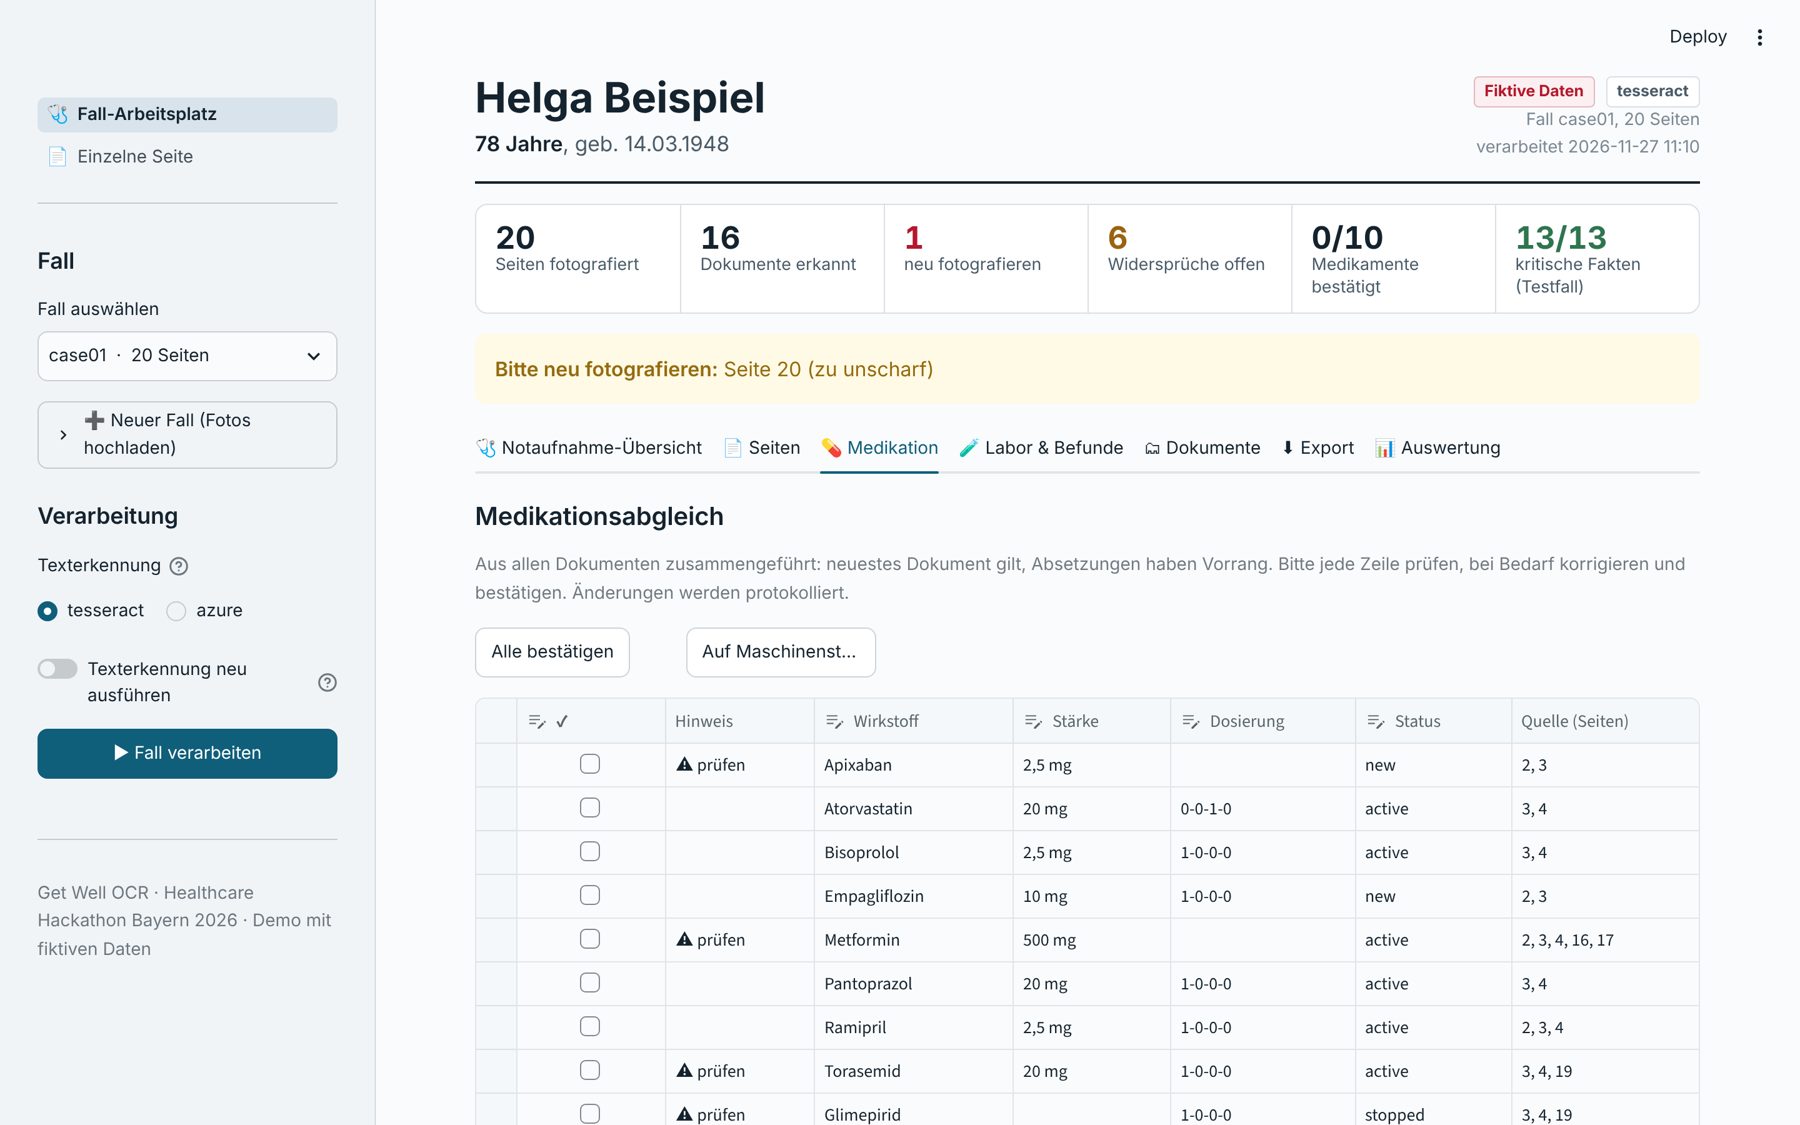 Deploy
Fall-Arbeitsplatz
Einzelne Seite
Fall
Fall auswählen
case01 · 20 Seiten
Neuer Fall (Fotos
hochladen)
Verarbeitung
Texterkennung
tesseract azure
Texterkennung neu
ausführen
Fall verarbeiten
Get Well OCR · Healthcare
Hackathon Bayern 2026 · Demo mit
fiktiven Daten
Helga Beispiel
78 Jahre, geb. 14.03.1948
Fiktive Daten tesseract
Fall case01, 20 Seiten
verarbeitet 2026-11-27 11:10
20
Seiten fotografiert
16
Dokumente erkannt
1
neu fotografieren
6
Widersprüche offen
0/10
Medikamente
bestätigt
13/13
kritische Fakten
(Testfall)
Bitte neu fotografieren: Seite 20 (zu unscharf)
Notaufnahme-Übersicht Seiten Medikation Labor & Befunde Dokumente Export Auswertung
Medikationsabgleich
Aus allen Dokumenten zusammengeführt: neuestes Dokument gilt, Absetzungen haben Vorrang. Bitte jede Zeile prüfen, bei Bedarf korrigieren und
bestätigen. Änderungen werden protokolliert.
Alle bestätigen Auf Maschinenst...
✓ Hinweis Wirkstoff Stärke Dosierung Status Quelle (Seiten)
prüfen Apixaban 2,5 mg new 2, 3
Atorvastatin 20 mg 0-0-1-0 active 3, 4
Bisoprolol 2,5 mg 1-0-0-0 active 3, 4
Empagliflozin 10 mg 1-0-0-0 new 2, 3
prüfen Metformin 500 mg active 2, 3, 4, 16, 17
Pantoprazol 20 mg 1-0-0-0 active 3, 4
Ramipril 2,5 mg 1-0-0-0 active 2, 3, 4
prüfen Torasemid 20 mg 1-0-0-0 active 3, 4, 19
prüfen Glimepirid 1-0-0-0 stopped 3, 4, 19